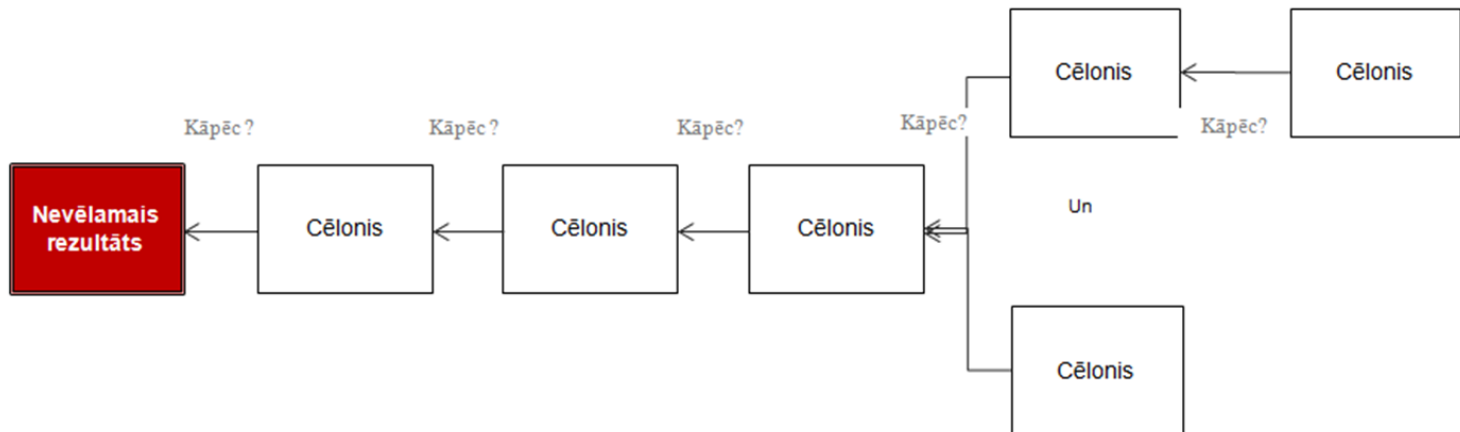 Cēlonis
Cēlonis
Kāpēc ?
Kāpēc ?
Kāpēc?
Kāpēc?
Kāpēc?
Nevēlamais
rezultāts
Cēlonis
Cēlonis
Cēlonis
Un
Cēlonis